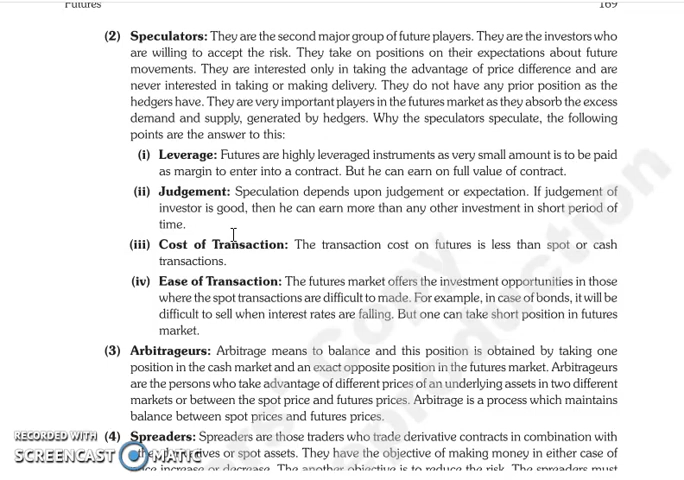 Futures 169
(2) Speculators: They are the second major group of future players. They are the investors who
are willing to accept the risk. They take on positions on their expectations about future
movements. They are interested only in taking the advantage of price difference and are
never interested in taking or making delivery. They do not have any prior position as the
hedgers have. They are very important players in the futures market as they absorb the excess
demand and supply, generated by hedgers. Why the speculators speculate, the following
points are the answer to this:
(i) Leverage: Futures are highly leveraged instruments as very small amount is to be paid
as margin to enter into a contract. But he can earn on full value of contract.
(ii) Judgement: Speculation depends upon judgement or expectation. If judgement of
investor is good, then he can earn more than any other investment in short period of
time.
(iii) Cost of Transaction: The transaction cost on futures is less than spot or cash
transactions.
(iv) Ease of Transaction: The futures market offers the investment opportunities in those
where the spot transactions are difficult to made. For example, in case of bonds, it will be
difficult to sell when interest rates are falling. But one can take short position in futures
market.
(3) Arbitrageurs: Arbitrage means to balance and this position is obtained by taking one
position in the cash market and an exact opposite position in the futures market. Arbitrageurs
are the persons who take advantage of different prices of an underlying assets in two different
markets or between the spot price and futures prices. Arbitrage is a process which maintains
balance between spot prices and futures prices.
(4) Spreaders: Spreaders are those traders who trade derivative contracts in combination with
or spot assets. They have the objective of making money in either case of
increase or decrease. The another objective is to reduce the risk. The spreaders must
RECORDED WITH
SCREENCAST MATIC